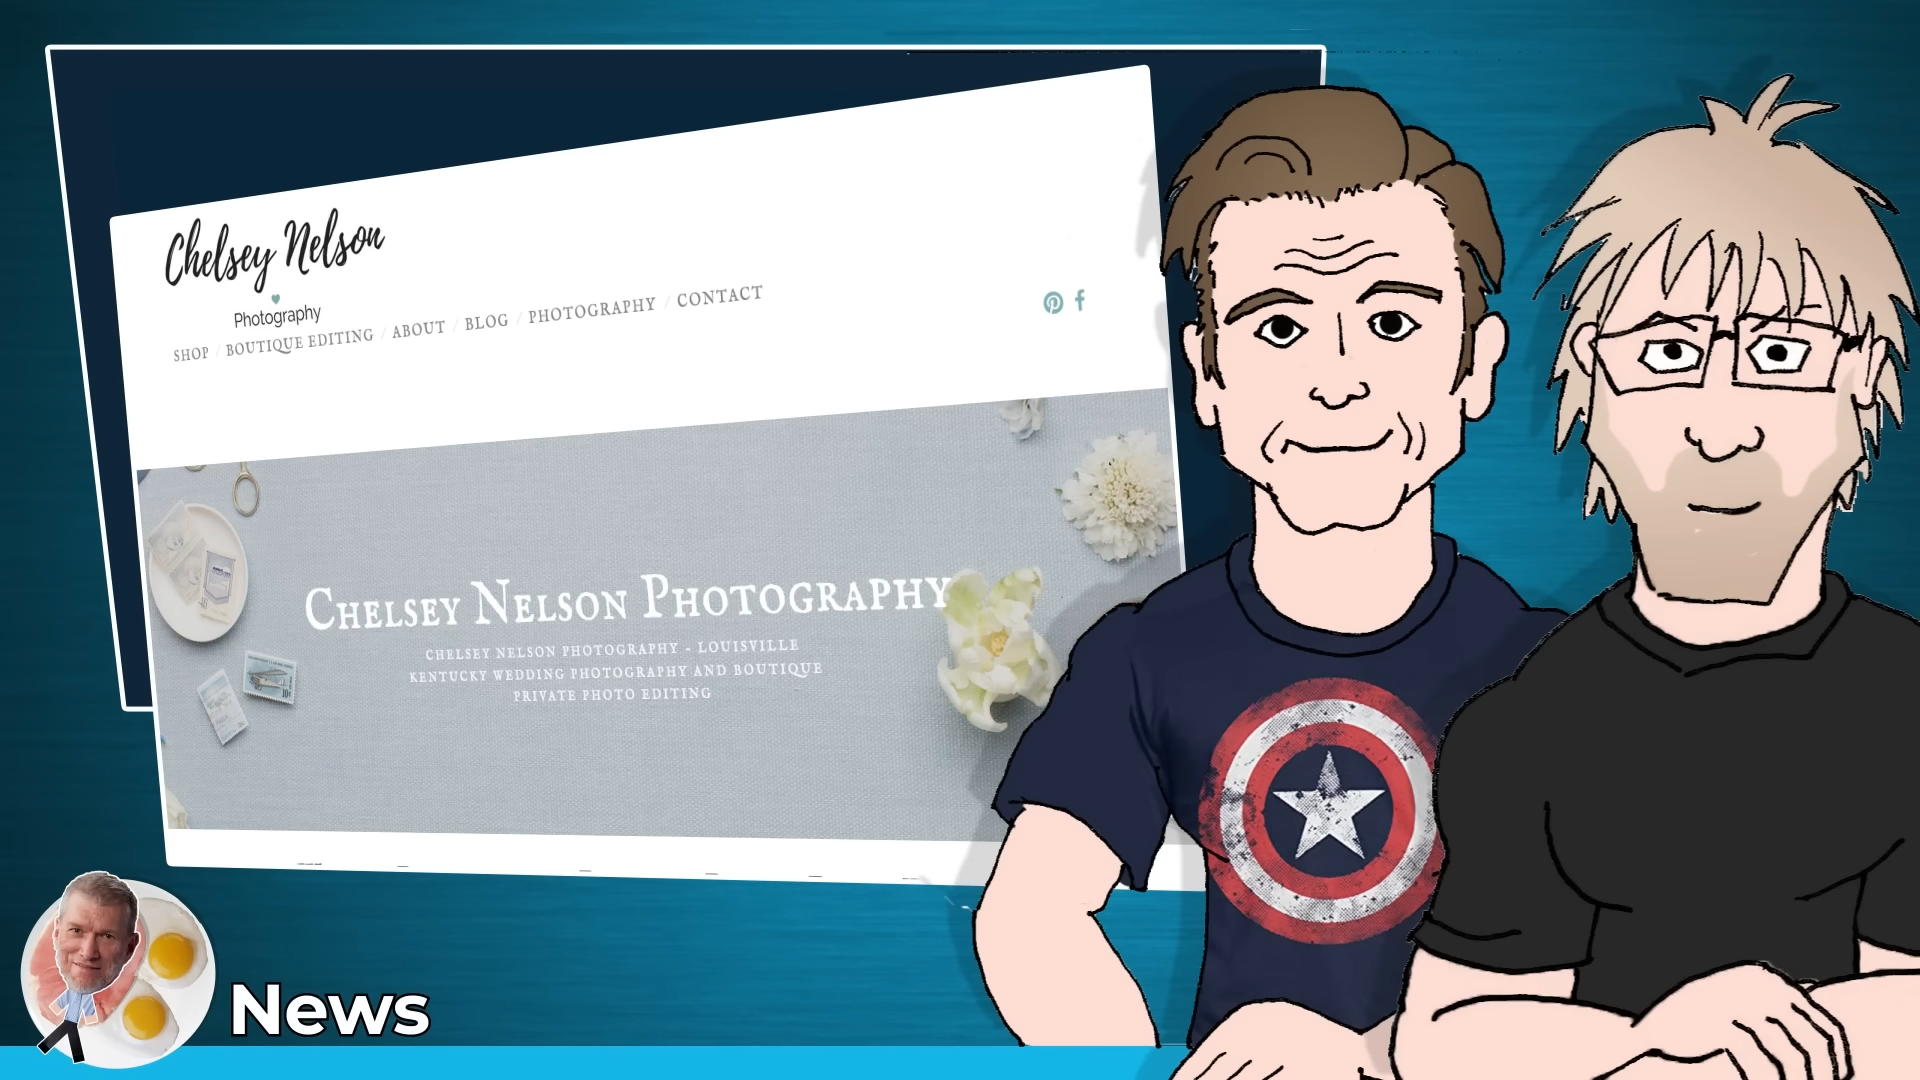 Chelsey Nelson
Photography
SHOP / BOUTIQUE EDITING / ABOUT / BLOG / PHOTOGRAPHY / CONTACT
CHELSEY NELSON PHOTOGRAPHY
CHELSEY NELSON PHOTOGRAPHY - LOUISVILLE
KENTUCKY WEDDING PHOTOGRAPHY AND BOUTIQUE
PRIVATE PHOTO EDITING
News